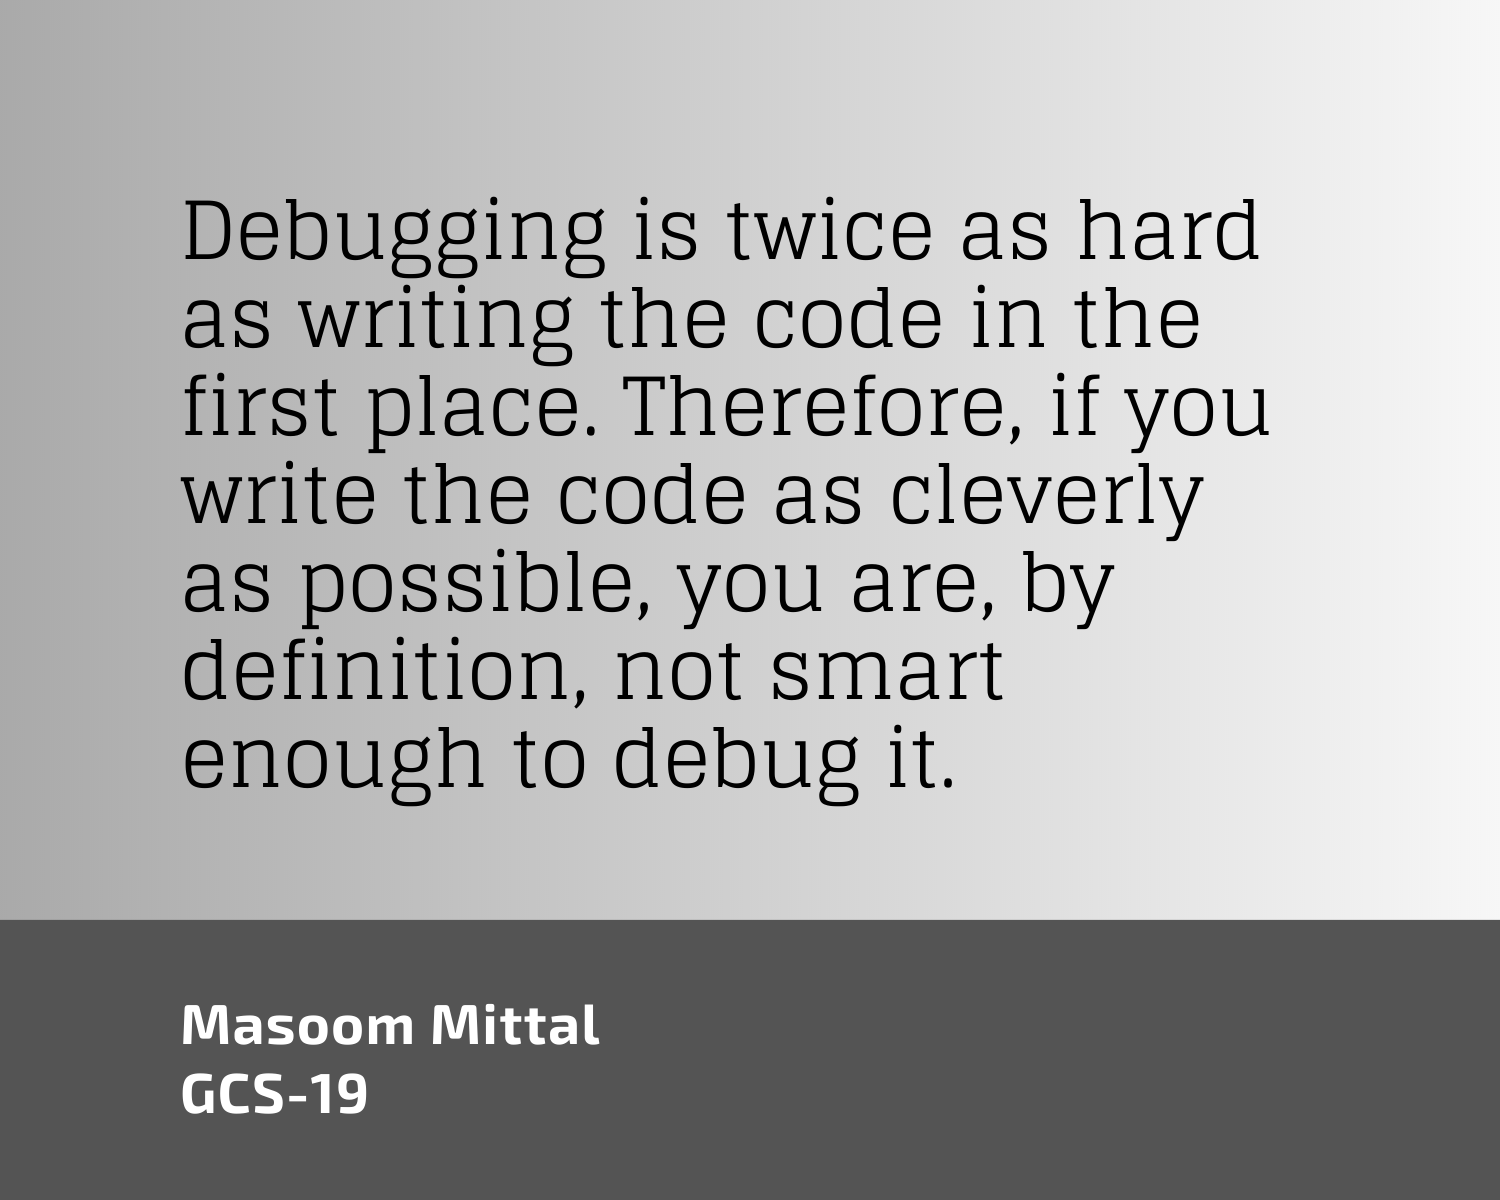 Debugging is twice as hard
as writing the code in the
first place. Therefore, if you
write the code as cleverly
as possible, you are, by
definition, not smart
enough to debug it.
Masoom Mittal
GCS-19